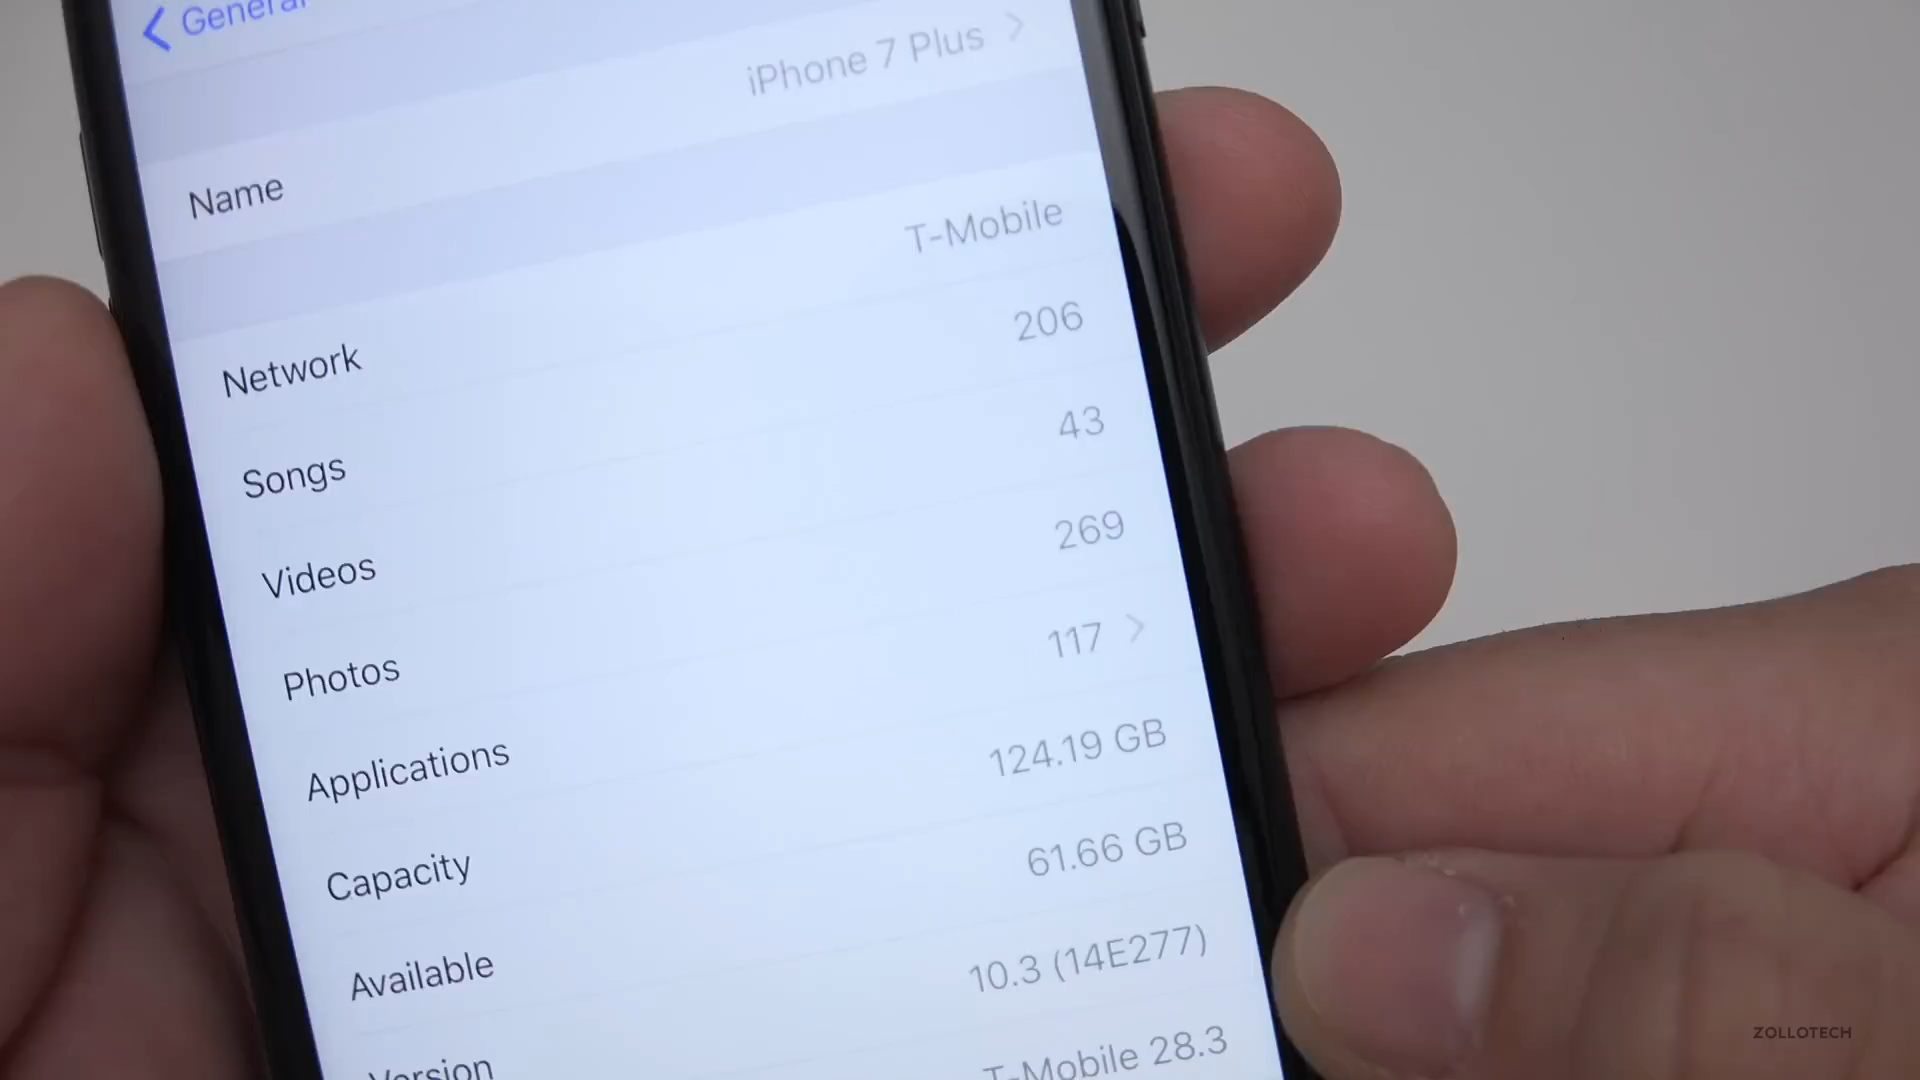 General
Name iPhone 7 Plus
Network T-Mobile
Songs 206
Videos 43
Photos 269
Applications 117
Capacity 124.19 GB
Available 61.66 GB
Version 10.3 (14E277)
T-Mobile 28.3
ZOLLOTECH